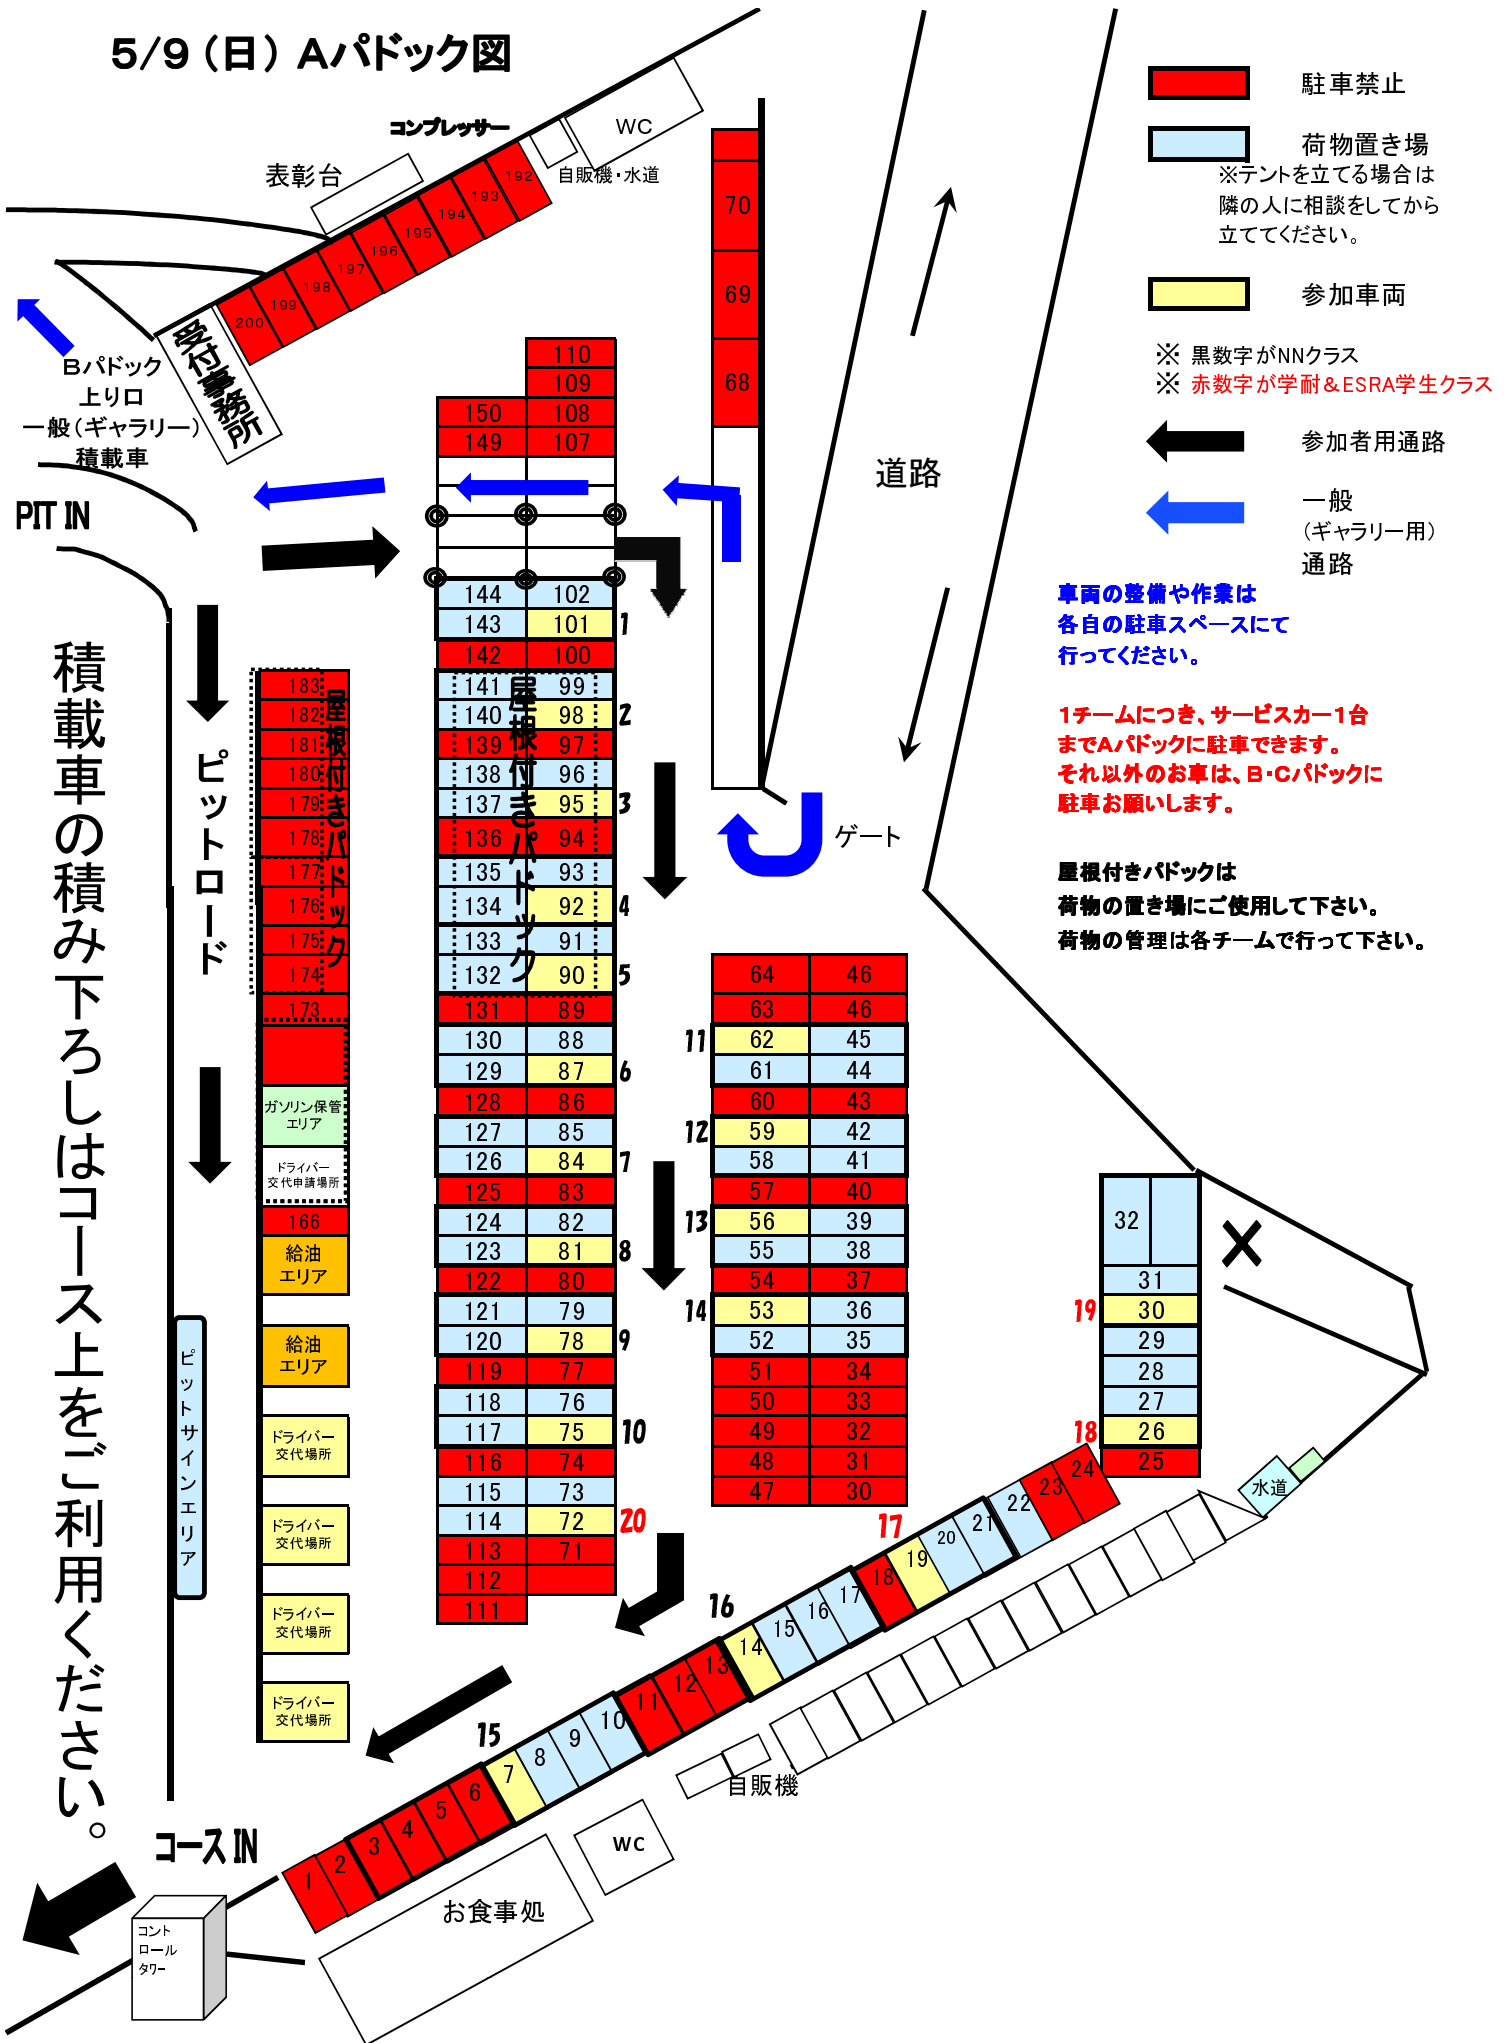 5/9（日）Aパドック図
コンプレッサー
WC
表彰台
自販機・水道
192
193
194
195
196
197
198
199
200
受付事務所
Bパドック
上り口
一般（ギャラリー）
積載車
PIT IN
駐車禁止
荷物置き場
※テントを立てる場合は
隣の人に相談をしてから
立ててください。
参加車両
※ 黒数字がNNクラス
※ 赤数字が学耐＆ESRA学生クラス
参加者用通路
一般
（ギャラリー用）
通路
車両の整備や作業は
各自の駐車スペースにて
行ってください。
1チームにつき、サービスカー1台
までAパドックに駐車できます。
それ以外のお車は、B・Cパドックに
駐車お願いします。
屋根付きパドックは
荷物の置き場にご使用して下さい。
荷物の管理は各チームで行って下さい。
70
69
68
道路
ゲート
110
109
150 108
149 107
144 102
143 101 1
142 100
141 99
140 98 2
139 97
138 96
137 95 3
136 94
135 93
134 92 4
133 91
132 90 5
131 89
130 88
129 87 6
128 86
127 85
126 84 7
125 83
124 82
123 81 8
122 80
121 79
120 78 9
119 77
118 76
117 75 10
116 74
115 73
114 72 20
113 71
112
111
屋根付きパドック
積載車の積み下ろしはコース上をご利用ください。
ピットロード
ピットサインエリア
183
182
181
180
179
178
177
176
175
174
173
屋根付きパドック
ガソリン保管
エリア
ドライバー
交代申請場所
166
給油
エリア
給油
エリア
ドライバー
交代場所
ドライバー
交代場所
ドライバー
交代場所
ドライバー
交代場所
64 46
63 46
11 62 45
61 44
60 43
12 59 42
58 41
57 40
13 56 39
55 38
54 37
14 53 36
52 35
51 34
50 33
49 32
48 31
47 30
32
31
19 30
29
28
27
18 26
25
水道
24
23
22
21
20
19
17
18
17
16
15
14
16
13
12
11
10
9
8
7
15
6
5
4
3
2
1
自販機
WC
お食事処
コースIN
コント
ロール
タワー